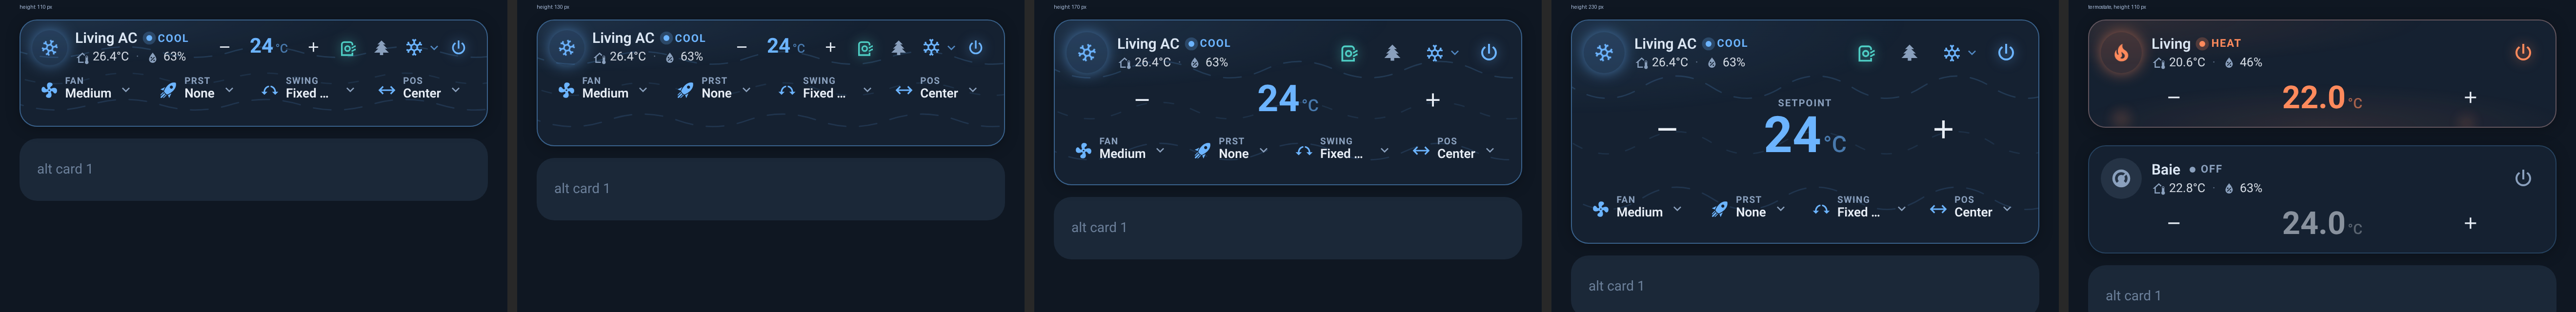 height 110 px
Living AC COOL
26.4°C · 63%
24 °C
FAN
Medium
PRST
None
SWING
Fixed ...
POS
Center
alt card 1
height 130 px
Living AC COOL
26.4°C · 63%
24 °C
FAN
Medium
PRST
None
SWING
Fixed ...
POS
Center
alt card 1
height 170 px
Living AC COOL
26.4°C · 63%
24 °C
FAN
Medium
PRST
None
SWING
Fixed ...
POS
Center
alt card 1
height 230 px
Living AC COOL
26.4°C · 63%
SETPOINT
24 °C
FAN
Medium
PRST
None
SWING
Fixed ...
POS
Center
alt card 1
termostate, height 110 px
Living HEAT
20.6°C · 46%
22.0 °C
Baie OFF
22.8°C · 63%
24.0 °C
alt card 1